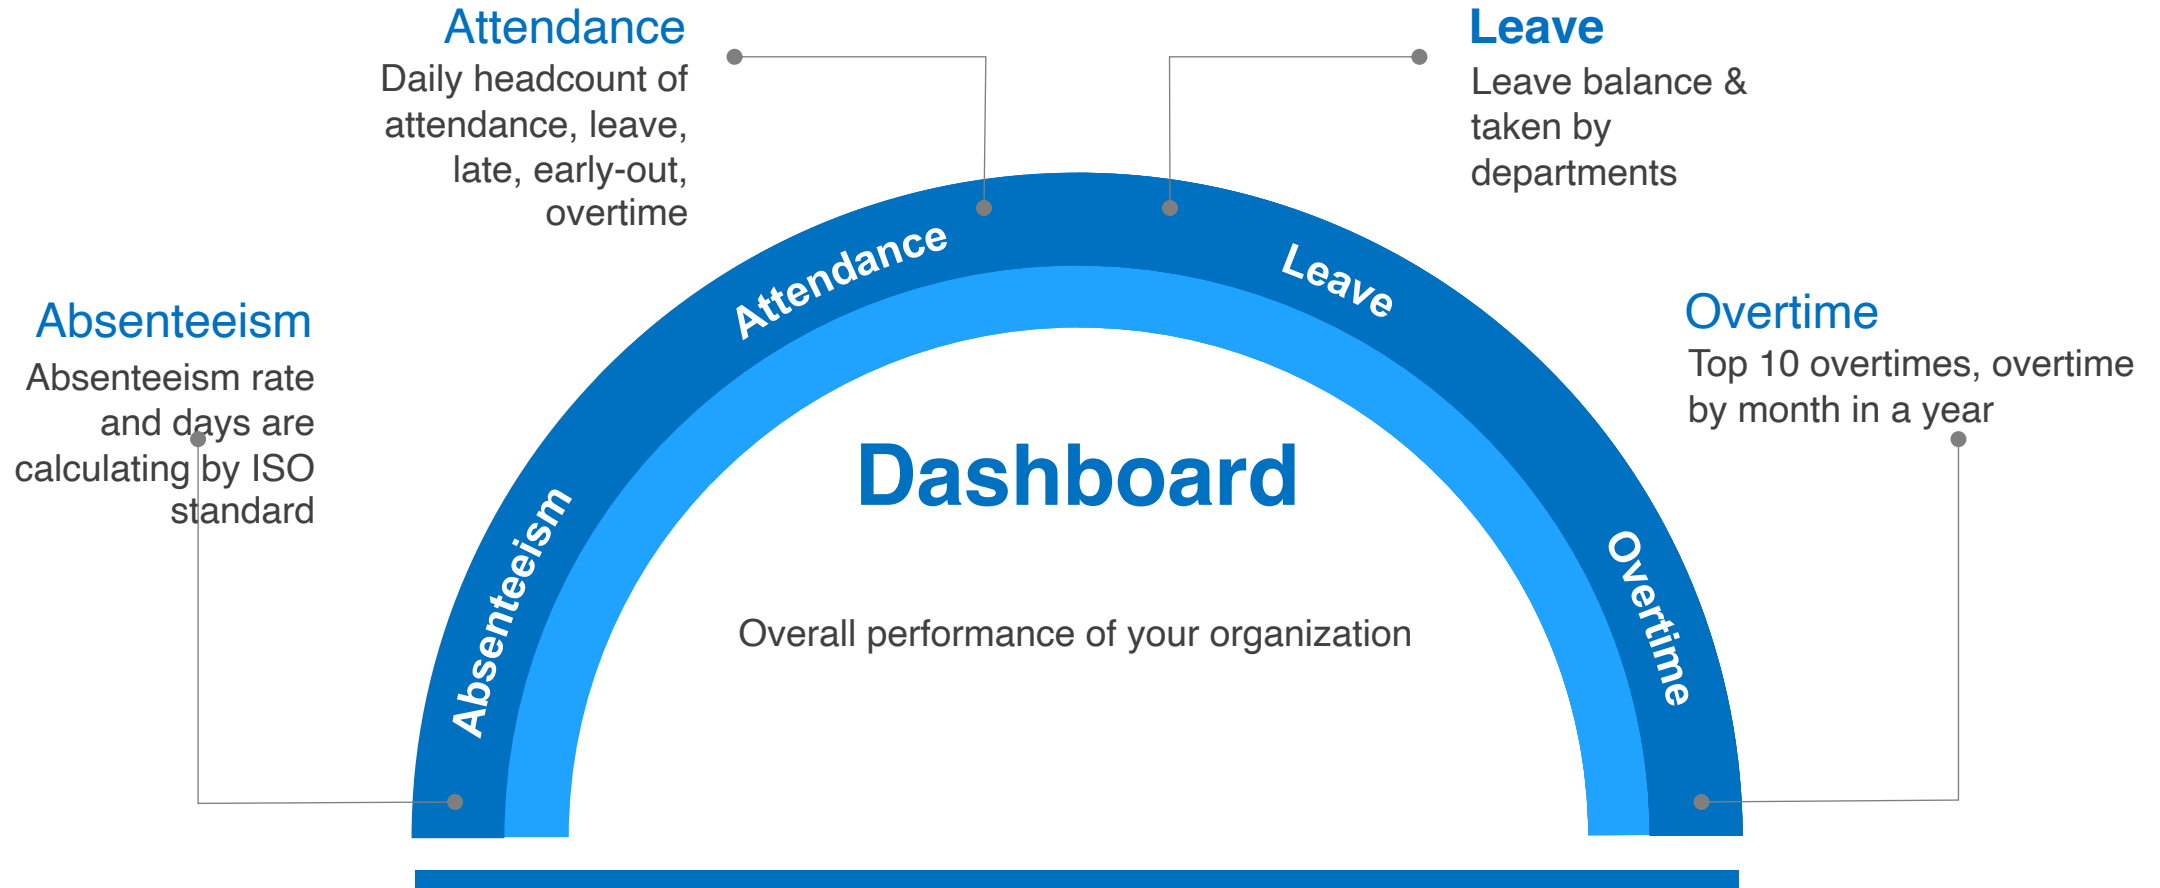 Attendance
Daily headcount of
attendance, leave,
late, early-out,
overtime
Leave
Leave balance &
taken by
departments
Absenteeism
Absenteeism rate
and days are
calculating by ISO
standard
Overtime
Top 10 overtimes, overtime
by month in a year
Absenteeism
Attendance
Leave
Overtime
Dashboard
Overall performance of your organization